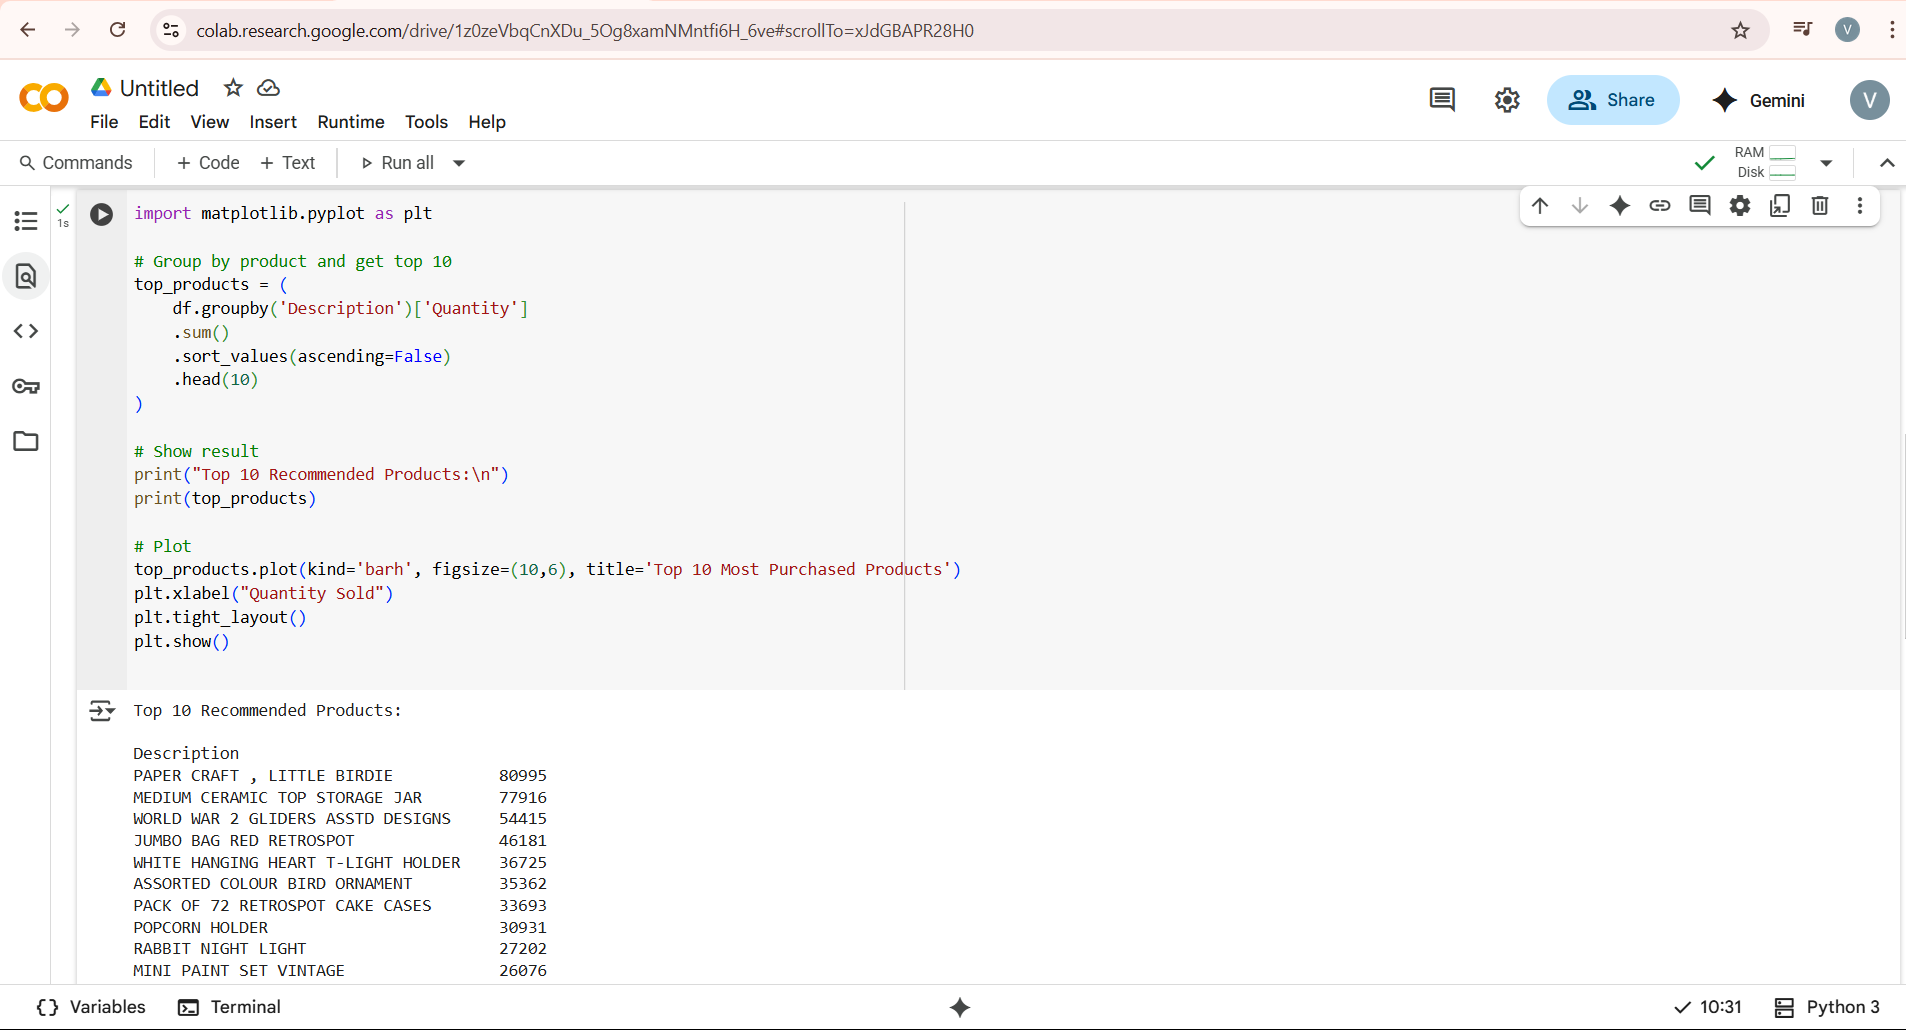 colab.research.google.com/drive/1z0zeVbqCnXDu_5Og8xamNMntfi6H_6ve#scrollTo=xJdGBAPR28H0
V
Untitled
Share
Gemini
V
File Edit View Insert Runtime Tools Help
Commands + Code + Text Run all
RAM
Disk
1s
import matplotlib.pyplot as plt
# Group by product and get top 10
top_products = (
    df.groupby('Description')['Quantity']
    .sum()
    .sort_values(ascending=False)
    .head(10)
)
# Show result
print("Top 10 Recommended Products:\n")
print(top_products)
# Plot
top_products.plot(kind='barh', figsize=(10,6), title='Top 10 Most Purchased Products')
plt.xlabel("Quantity Sold")
plt.tight_layout()
plt.show()
Top 10 Recommended Products:
Description
PAPER CRAFT , LITTLE BIRDIE 80995
MEDIUM CERAMIC TOP STORAGE JAR 77916
WORLD WAR 2 GLIDERS ASSTD DESIGNS 54415
JUMBO BAG RED RETROSPOT 46181
WHITE HANGING HEART T-LIGHT HOLDER 36725
ASSORTED COLOUR BIRD ORNAMENT 35362
PACK OF 72 RETROSPOT CAKE CASES 33693
POPCORN HOLDER 30931
RABBIT NIGHT LIGHT 27202
MINI PAINT SET VINTAGE 26076
Variables Terminal 10:31 Python 3